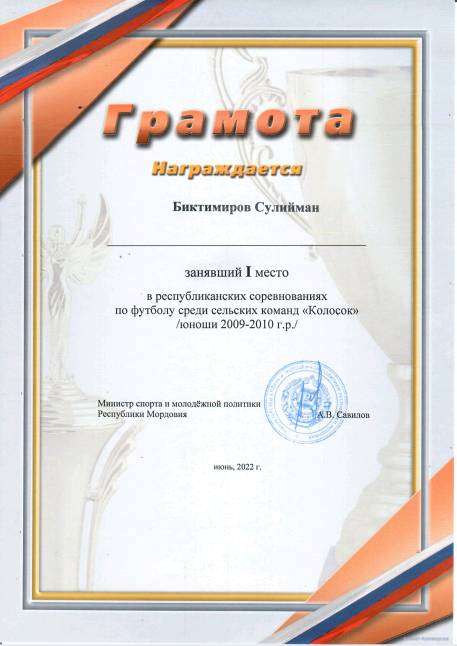 Грамота
Награждается
Биктимиров Сулийман
занявший I место
в республиканских соревнованиях
по футболу среди сельских команд «Колосок»
/юноши 2009-2010 г.р./
Министр спорта и молодёжной политики
Республики Мордовия А.В. Савилов
июнь, 2022 г.